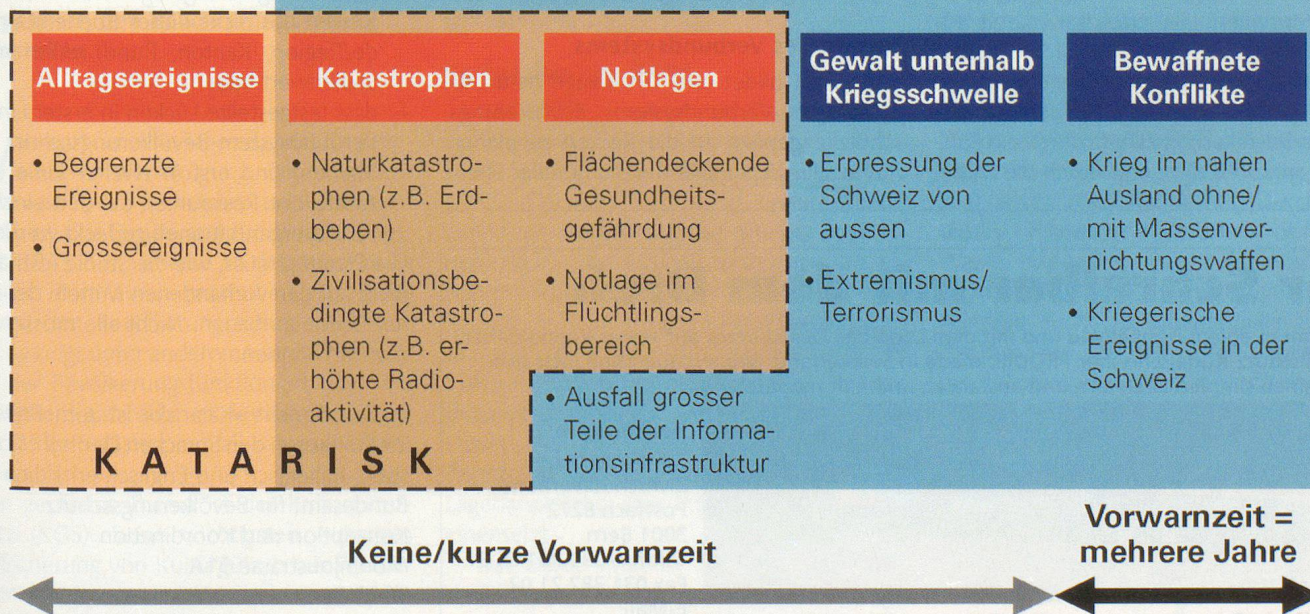 Alltagsereignisse
• Begrenzte
Ereignisse
• Grossereignisse
Katastrophen
• Naturkatastro-
phen (z.B. Erd-
beben)
• Zivilisationsbe-
dingte Katastro-
phen (z.B. er-
höhte Radio-
aktivität)
Notlagen
• Flächendeckende
Gesundheits-
gefährdung
• Notlage im
Flüchtlings-
bereich
• Ausfall grosser
Teile der Informa-
tionsinfrastruktur
Gewalt unterhalb
Kriegsschwelle
• Erpressung der
Schweiz von
aussen
• Extremismus/
Terrorismus
Bewaffnete
Konflikte
• Krieg im nahen
Ausland ohne/
mit Massenver-
nichtungswaffen
• Kriegerische
Ereignisse in der
Schweiz
KATARISK
Keine/kurze Vorwarnzeit
Vorwarnzeit =
mehrere Jahre